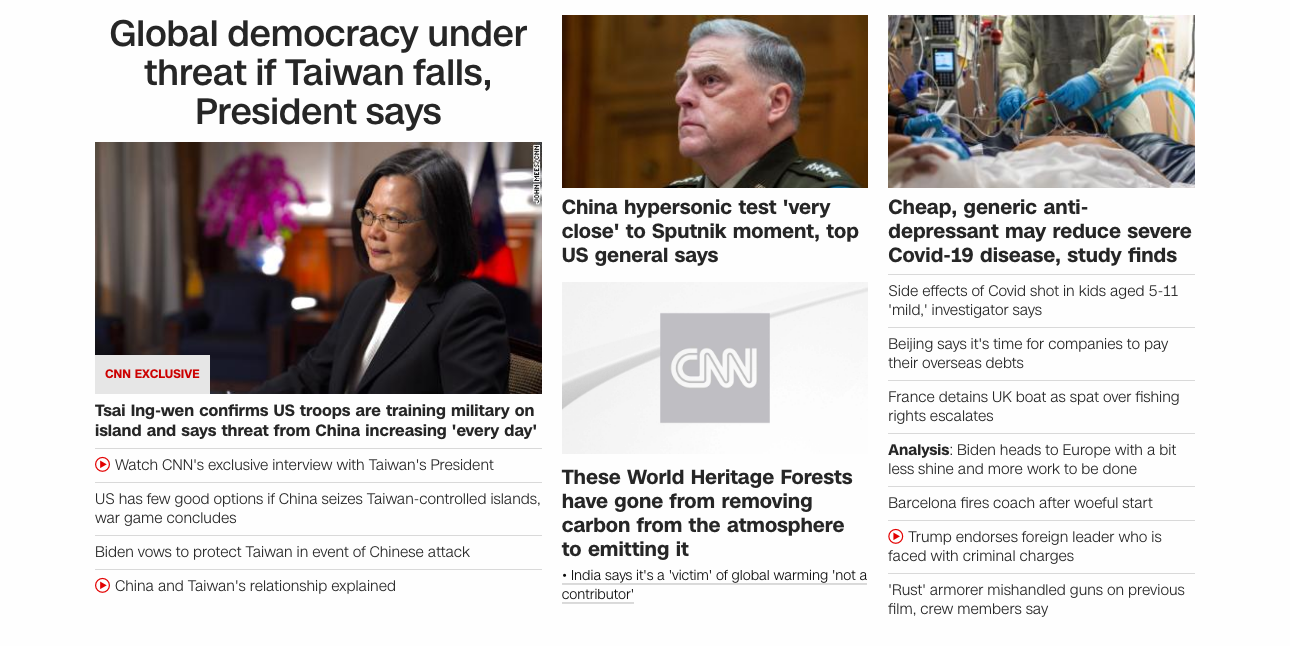 Global democracy under
threat if Taiwan falls,
President says
JOHN MEES/CNN
CNN EXCLUSIVE
Tsai Ing-wen confirms US troops are training military on
island and says threat from China increasing 'every day'
Watch CNN's exclusive interview with Taiwan's President
US has few good options if China seizes Taiwan-controlled islands,
war game concludes
Biden vows to protect Taiwan in event of Chinese attack
China and Taiwan's relationship explained
China hypersonic test 'very
close' to Sputnik moment, top
US general says
CNN
These World Heritage Forests
have gone from removing
carbon from the atmosphere
to emitting it
• India says it's a 'victim' of global warming 'not a
contributor'
Cheap, generic anti-
depressant may reduce severe
Covid-19 disease, study finds
Side effects of Covid shot in kids aged 5-11
'mild,' investigator says
Beijing says it's time for companies to pay
their overseas debts
France detains UK boat as spat over fishing
rights escalates
Analysis: Biden heads to Europe with a bit
less shine and more work to be done
Barcelona fires coach after woeful start
Trump endorses foreign leader who is
faced with criminal charges
'Rust' armorer mishandled guns on previous
film, crew members say